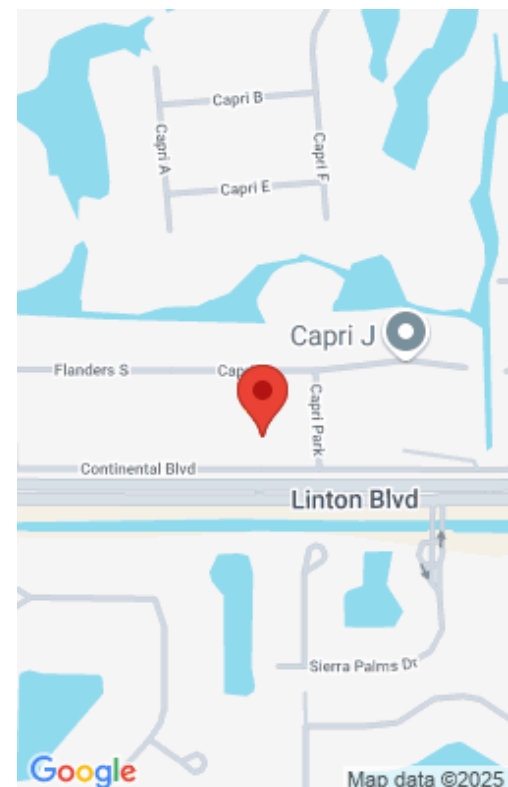 Capri B
Capri A
Capri F
Capri E
Capri J
Flanders S
Capri Park
Continental Blvd
Linton Blvd
Sierra Palms Dr
Google
Map data ©2025